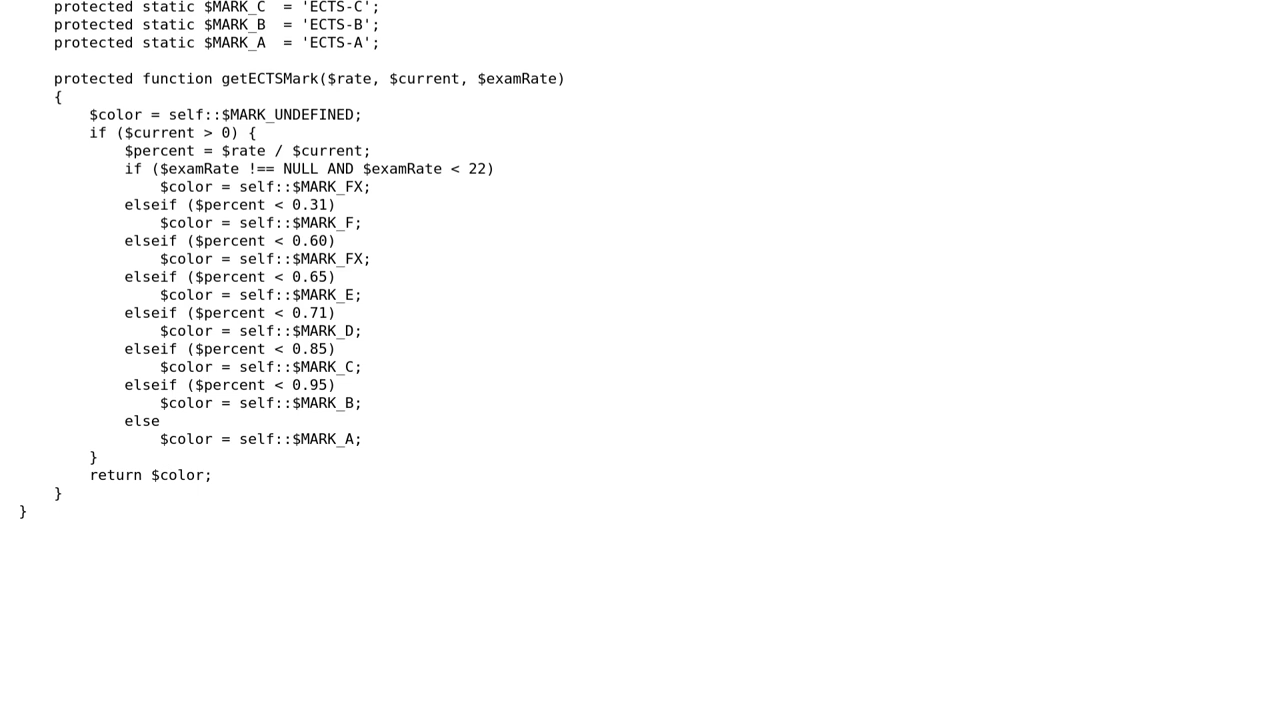 protected static $MARK_C  = 'ECTS-C';
    protected static $MARK_B  = 'ECTS-B';
    protected static $MARK_A  = 'ECTS-A';

    protected function getECTSMark($rate, $current, $examRate)
    {
        $color = self::$MARK_UNDEFINED;
        if ($current > 0) {
            $percent = $rate / $current;
            if ($examRate !== NULL AND $examRate < 22)
                $color = self::$MARK_FX;
            elseif ($percent < 0.31)
                $color = self::$MARK_F;
            elseif ($percent < 0.60)
                $color = self::$MARK_FX;
            elseif ($percent < 0.65)
                $color = self::$MARK_E;
            elseif ($percent < 0.71)
                $color = self::$MARK_D;
            elseif ($percent < 0.85)
                $color = self::$MARK_C;
            elseif ($percent < 0.95)
                $color = self::$MARK_B;
            else
                $color = self::$MARK_A;
        }
        return $color;
    }
}